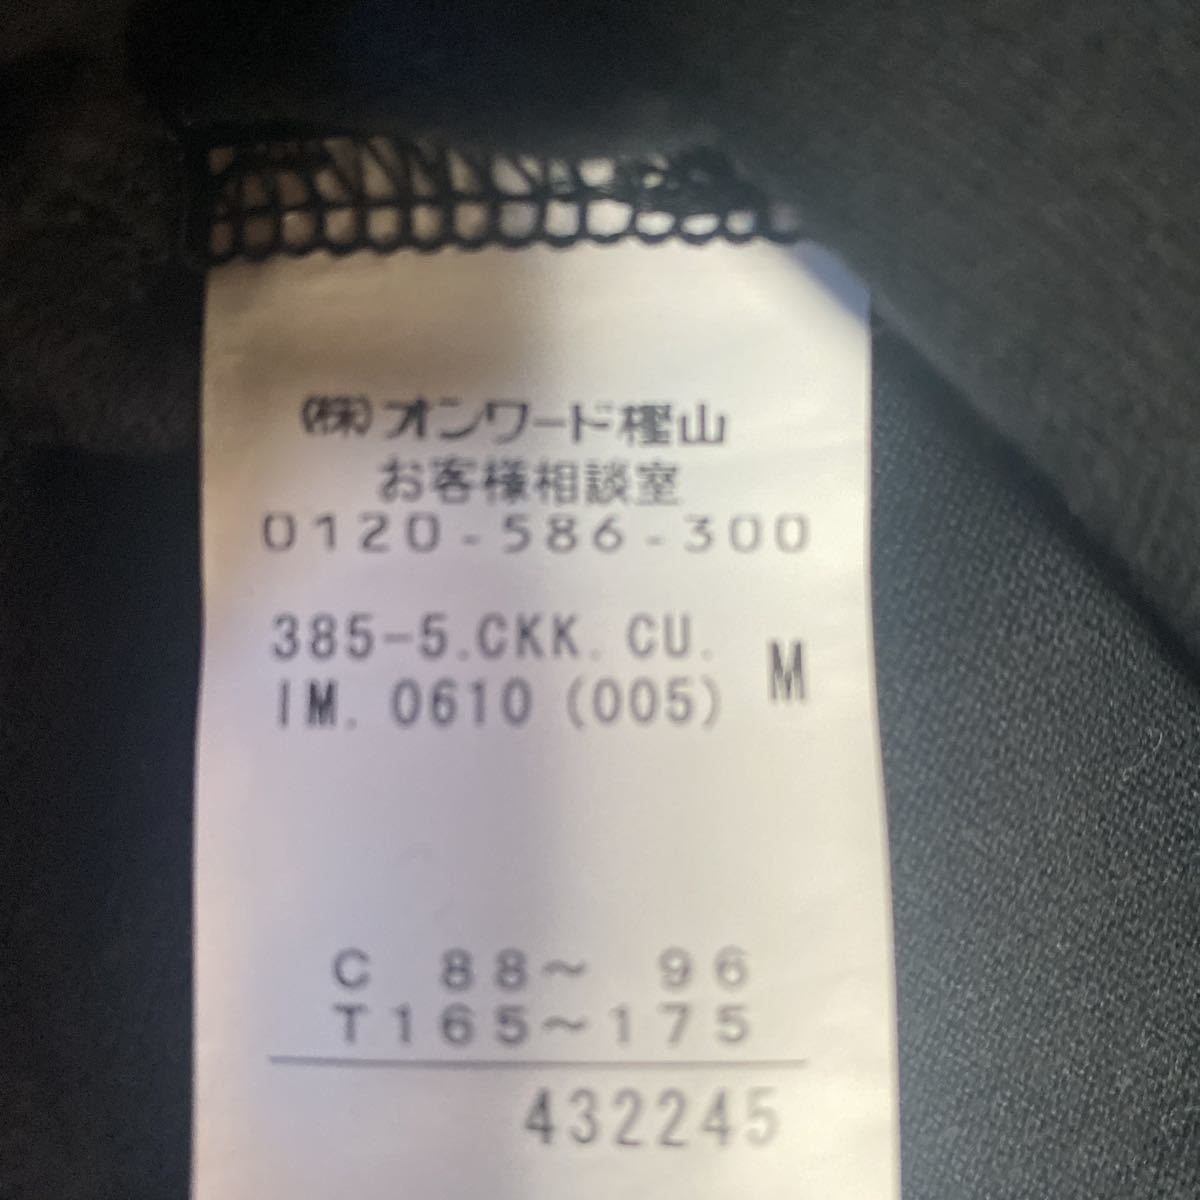 (株)オンワード樫山
お客様相談室
0120-586-300
385-5.CKK.CU.
IM.0610(005) M
C 88～ 96
T165～175
432245